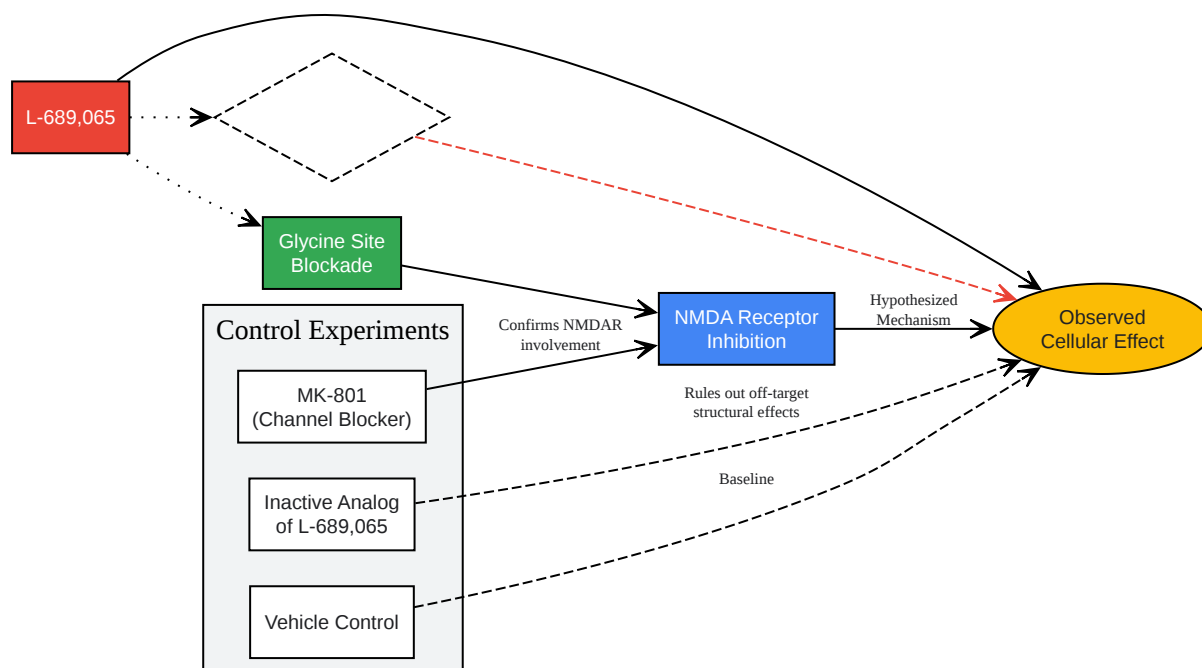 L-689,065
Glycine Site
Blockade
Control Experiments
Confirms NMDAR
involvement
NMDA Receptor
Inhibition
Hypothesized
Mechanism
Observed
Cellular Effect
MK-801
(Channel Blocker)
Rules out off-target
structural effects
Inactive Analog
of L-689,065
Baseline
Vehicle Control